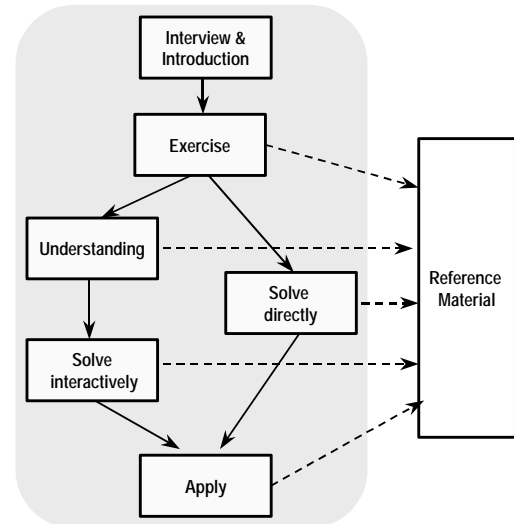 Interview &
Introduction
Exercise
Understanding
Solve
directly
Reference
Material
Solve
interactively
Apply